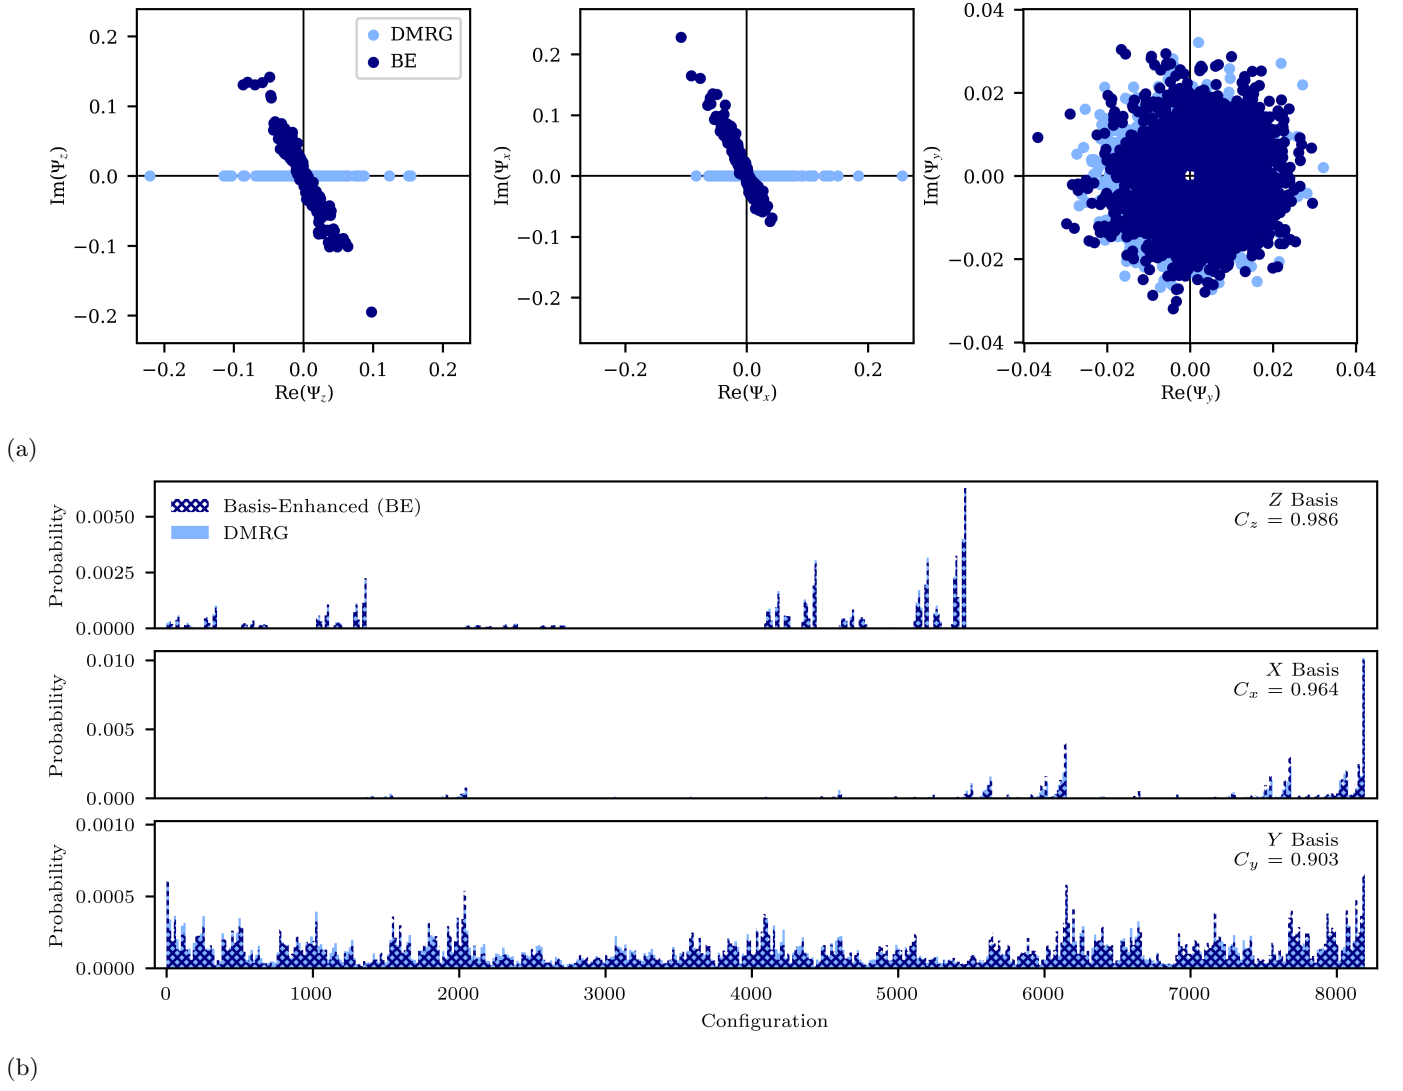 DMRG
BE
0.2
0.1
0.0
−0.1
−0.2
Im(Ψz)
−0.2 −0.1 0.0 0.1 0.2
Re(Ψz)
0.2
0.1
0.0
−0.1
−0.2
Im(Ψx)
−0.2 0.0 0.2
Re(Ψx)
0.04
0.02
0.00
−0.02
−0.04
Im(Ψy)
−0.04 −0.02 0.00 0.02 0.04
Re(Ψy)
(a)
Basis-Enhanced (BE)
DMRG
Z Basis
Cz = 0.986
Probability
0.0050
0.0025
0.0000
X Basis
Cx = 0.964
Probability
0.010
0.005
0.000
Y Basis
Cy = 0.903
Probability
0.0010
0.0005
0.0000
0 1000 2000 3000 4000 5000 6000 7000 8000
Configuration
(b)